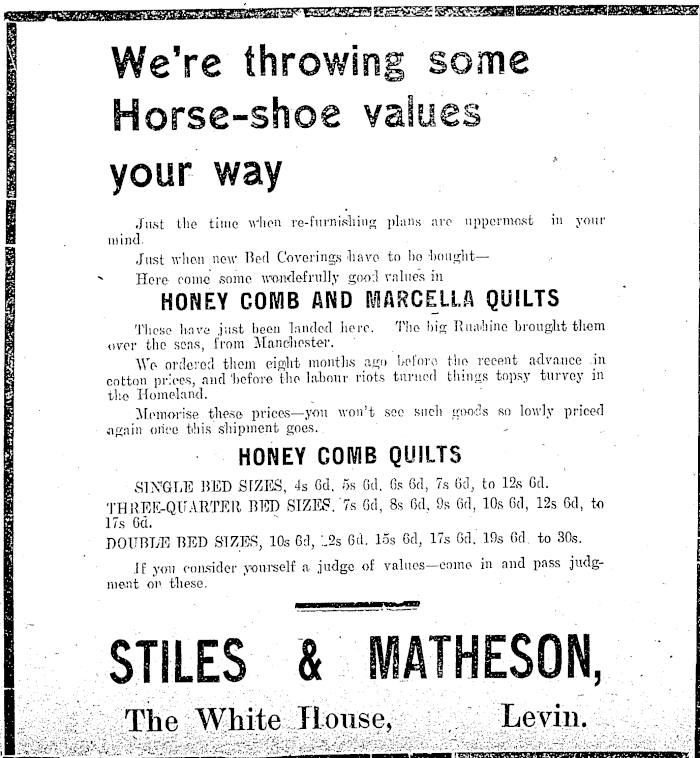 We're throwing some
Horse-shoe values
your way
Just the time when re-furnishing plans are uppermost in your
mind.
Just when new Bed Coverings have to be bought—
Here come some wondefrully good values in
HONEY COMB AND MARCELLA QUILTS
These have just been landed here. The big Ruahine brought them
over the seas, from Manchester.
We ordered them eight months ago before the recent advance in
cotton prices, and before the labour riots turned things topsy turvey in
the Homeland.
Memorise these prices—you won't see such goods so lowly priced
again once this shipment goes.
HONEY COMB QUILTS
SINGLE BED SIZES, 4s 6d, 5s 6d, 6s 6d, 7s 6d, to 12s 6d.
THREE-QUARTER BED SIZES, 7s 6d, 8s 6d, 9s 6d, 10s 6d, 12s 6d, to
17s 6d.
DOUBLE BED SIZES, 10s 6d, 12s 6d, 15s 6d, 17s 6d, 19s 6d, to 30s.
If you consider yourself a judge of values—come in and pass judg-
ment on these.
STILES & MATHESON,
The White House, Levin.